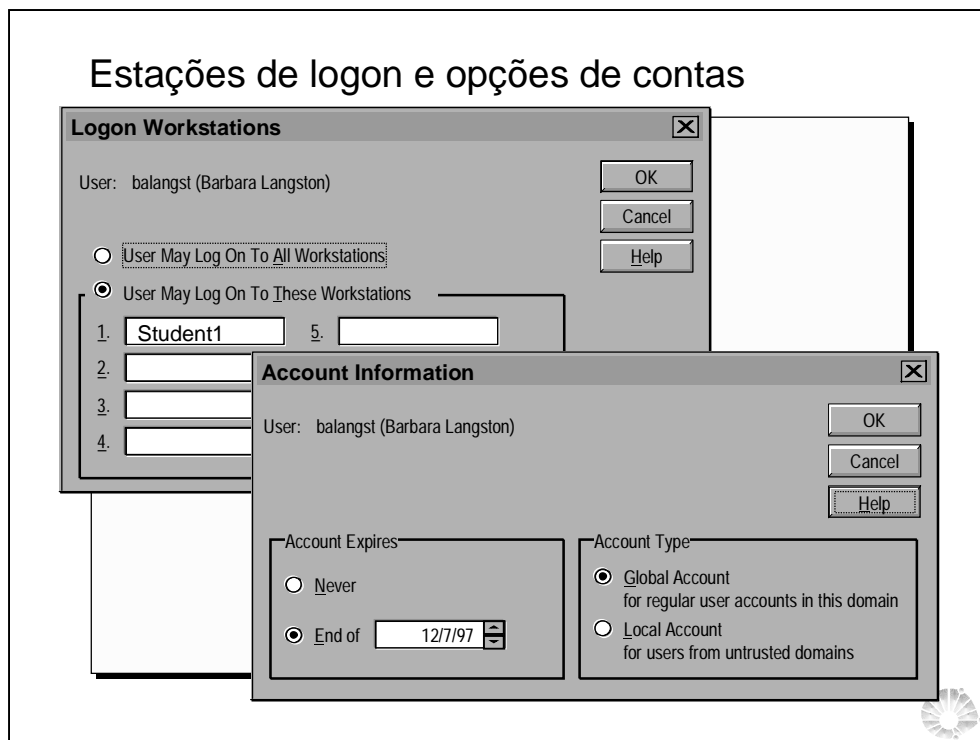 Estações de logon e opções de contas
Logon Workstations
User: balangst (Barbara Langston)
OK
Cancel
Help
User May Log On To All Workstations
User May Log On To These Workstations
1. Student1 5.
2.
3.
4.
Account Information
User: balangst (Barbara Langston)
OK
Cancel
Help
Account Expires
Never
End of 12/7/97
Account Type
Global Account
for regular user accounts in this domain
Local Account
for users from untrusted domains